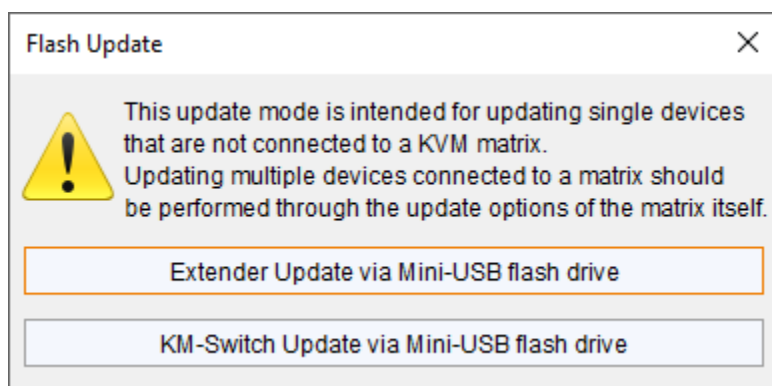 Flash Update
This update mode is intended for updating single devices
that are not connected to a KVM matrix.
Updating multiple devices connected to a matrix should
be performed through the update options of the matrix itself.
Extender Update via Mini-USB flash drive
KM-Switch Update via Mini-USB flash drive